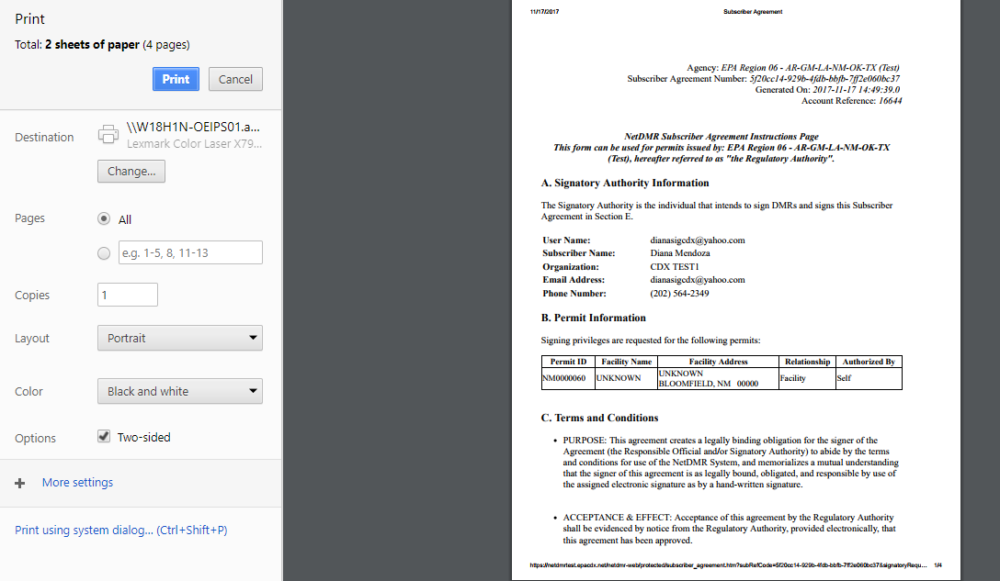 Print
Total: 2 sheets of paper (4 pages)
Print
Cancel
Destination
\\W18H1N-OEIPS01.a...
Lexmark Color Laser X79...
Change...
Pages
All
e.g. 1-5, 8, 11-13
Copies
1
Layout
Portrait
Color
Black and white
Options
Two-sided
More settings
Print using system dialog... (Ctrl+Shift+P)
11/17/2017 Subscriber Agreement
Agency: EPA Region 06 - AR-GM-LA-NM-OK-TX (Test)
Subscriber Agreement Number: 5f20cc14-929b-4fdb-bbfb-7ff2e060bc37
Generated On: 2017-11-17 14:49:39.0
Account Reference: 16644
NetDMR Subscriber Agreement Instructions Page
This form can be used for permits issued by: EPA Region 06 - AR-GM-LA-NM-OK-TX
(Test), hereafter referred to as "the Regulatory Authority".
A. Signatory Authority Information
The Signatory Authority is the individual that intends to sign DMRs and signs this Subscriber
Agreement in Section E.
User Name: dianasigcdx@yahoo.com
Subscriber Name: Diana Mendoza
Organization: CDX TEST1
Email Address: dianasigcdx@yahoo.com
Phone Number: (202) 564-2349
B. Permit Information
Signing privileges are requested for the following permits:
Permit ID Facility Name Facility Address Relationship Authorized By
NM0000060 UNKNOWN UNKNOWN Facility Self
BLOOMFIELD, NM 00000
C. Terms and Conditions
• PURPOSE: This agreement creates a legally binding obligation for the signer of the
Agreement (the Responsible Official and/or Signatory Authority) to abide by the terms
and conditions for use of the NetDMR System, and memorializes a mutual understanding
that the signer of this agreement is as legally bound, obligated, and responsible by use of
the assigned electronic signature as by a hand-written signature.
• ACCEPTANCE & EFFECT: Acceptance of this agreement by the Regulatory Authority
shall be evidenced by notice from the Regulatory Authority, provided electronically, that
this agreement has been approved.
https://netdmrtest.epacdx.net/netdmr-web/protected/subscriber_agreement.htm?subRefCode=5f20cc14-929b-4fdb-bbfb-7ff2e060bc37&signatoryRequ... 1/4